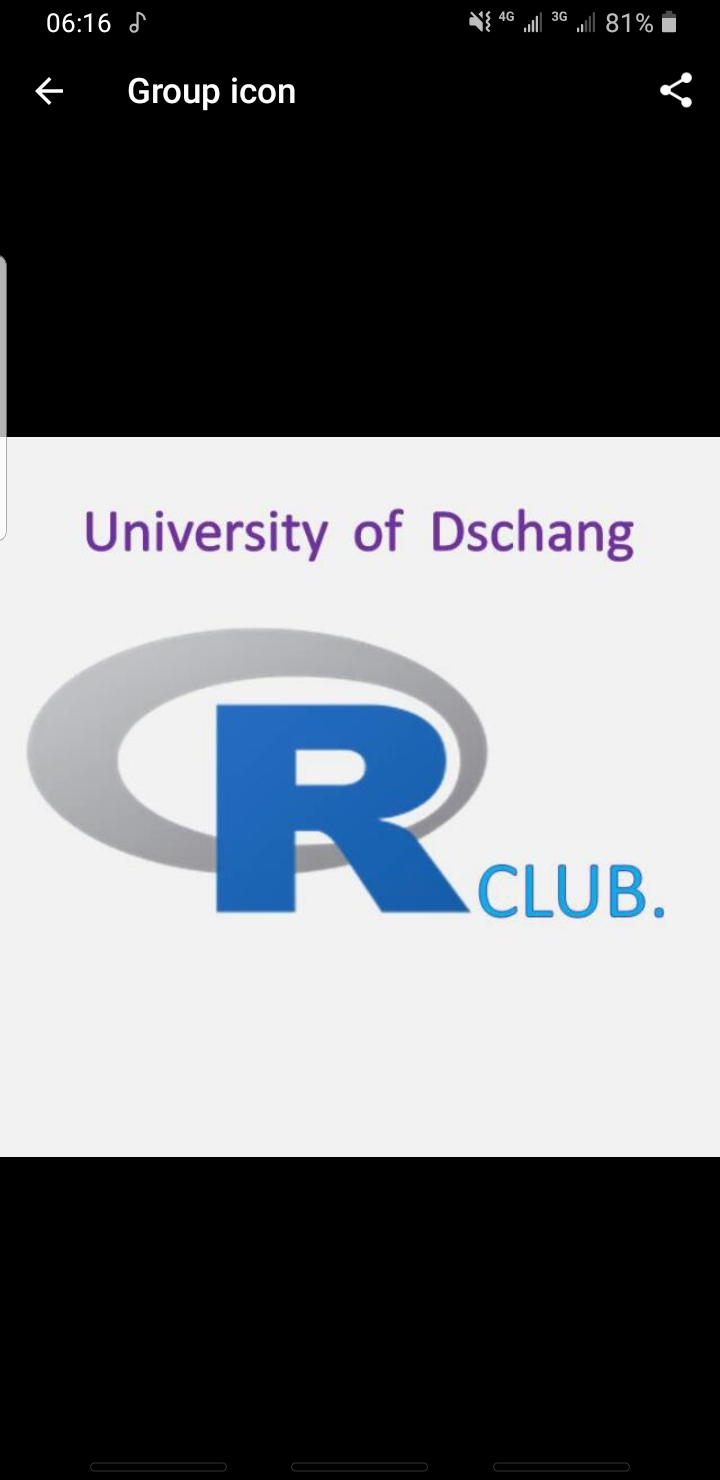 06:16 4G 3G 81%
Group icon
University of Dschang
R CLUB.